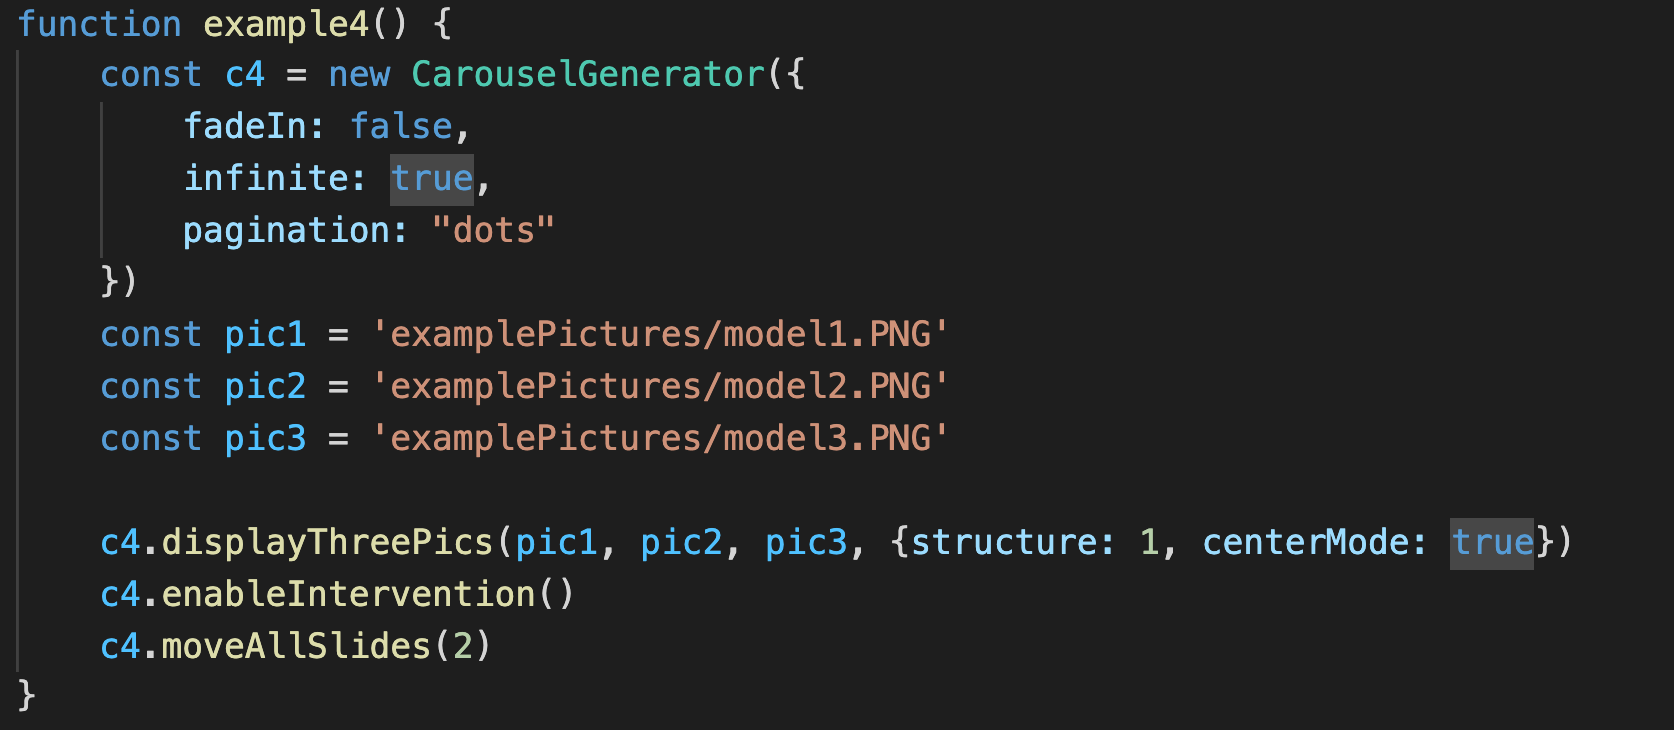 function example4() {
    const c4 = new CarouselGenerator({
        fadeIn: false,
        infinite: true,
        pagination: "dots"
    })
    const pic1 = 'examplePictures/model1.PNG'
    const pic2 = 'examplePictures/model2.PNG'
    const pic3 = 'examplePictures/model3.PNG'

    c4.displayThreePics(pic1, pic2, pic3, {structure: 1, centerMode: true})
    c4.enableIntervention()
    c4.moveAllSlides(2)
}